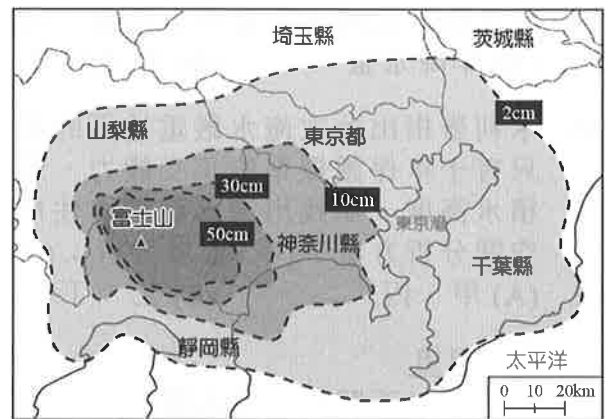 埼玉縣
茨城縣
2cm
山梨縣
東京都
30cm
10cm
富士山
50cm
東京灣
神奈川縣
千葉縣
靜岡縣
太平洋
0 10 20km